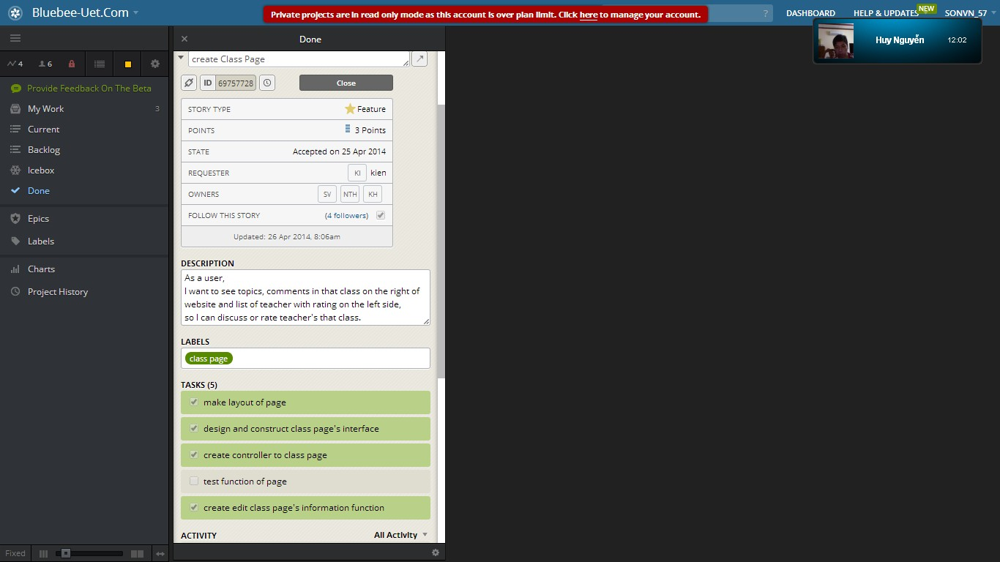 Bluebee-Uet.Com
Private projects are in read only mode as this account is over plan limit. Click here to manage your account.
?
DASHBOARD
HELP & UPDATES
NEW
SONVN_57
Huy Nguyễn
12:02
4
6
Provide Feedback On The Beta
My Work
3
Current
Backlog
Icebox
Done
Epics
Labels
Charts
Project History
Fixed
Done
create Class Page
ID
69757728
Close
STORY TYPE
Feature
POINTS
3 Points
STATE
Accepted on 25 Apr 2014
REQUESTER
KI
kien
OWNERS
SV
NTH
KH
FOLLOW THIS STORY
(4 followers)
Updated: 26 Apr 2014, 8:06am
DESCRIPTION
As a user,
I want to see topics, comments in that class on the right of
website and list of teacher with rating on the left side,
so I can discuss or rate teacher's that class.
LABELS
class page
TASKS (5)
make layout of page
design and construct class page's interface
create controller to class page
test function of page
create edit class page's information function
ACTIVITY
All Activity